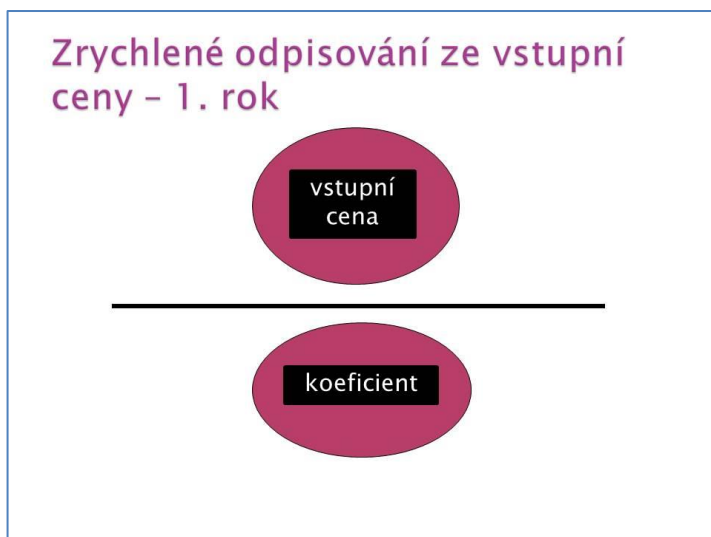 Zrychlené odpisování ze vstupní
ceny – 1. rok
vstupní
cena
koeficient